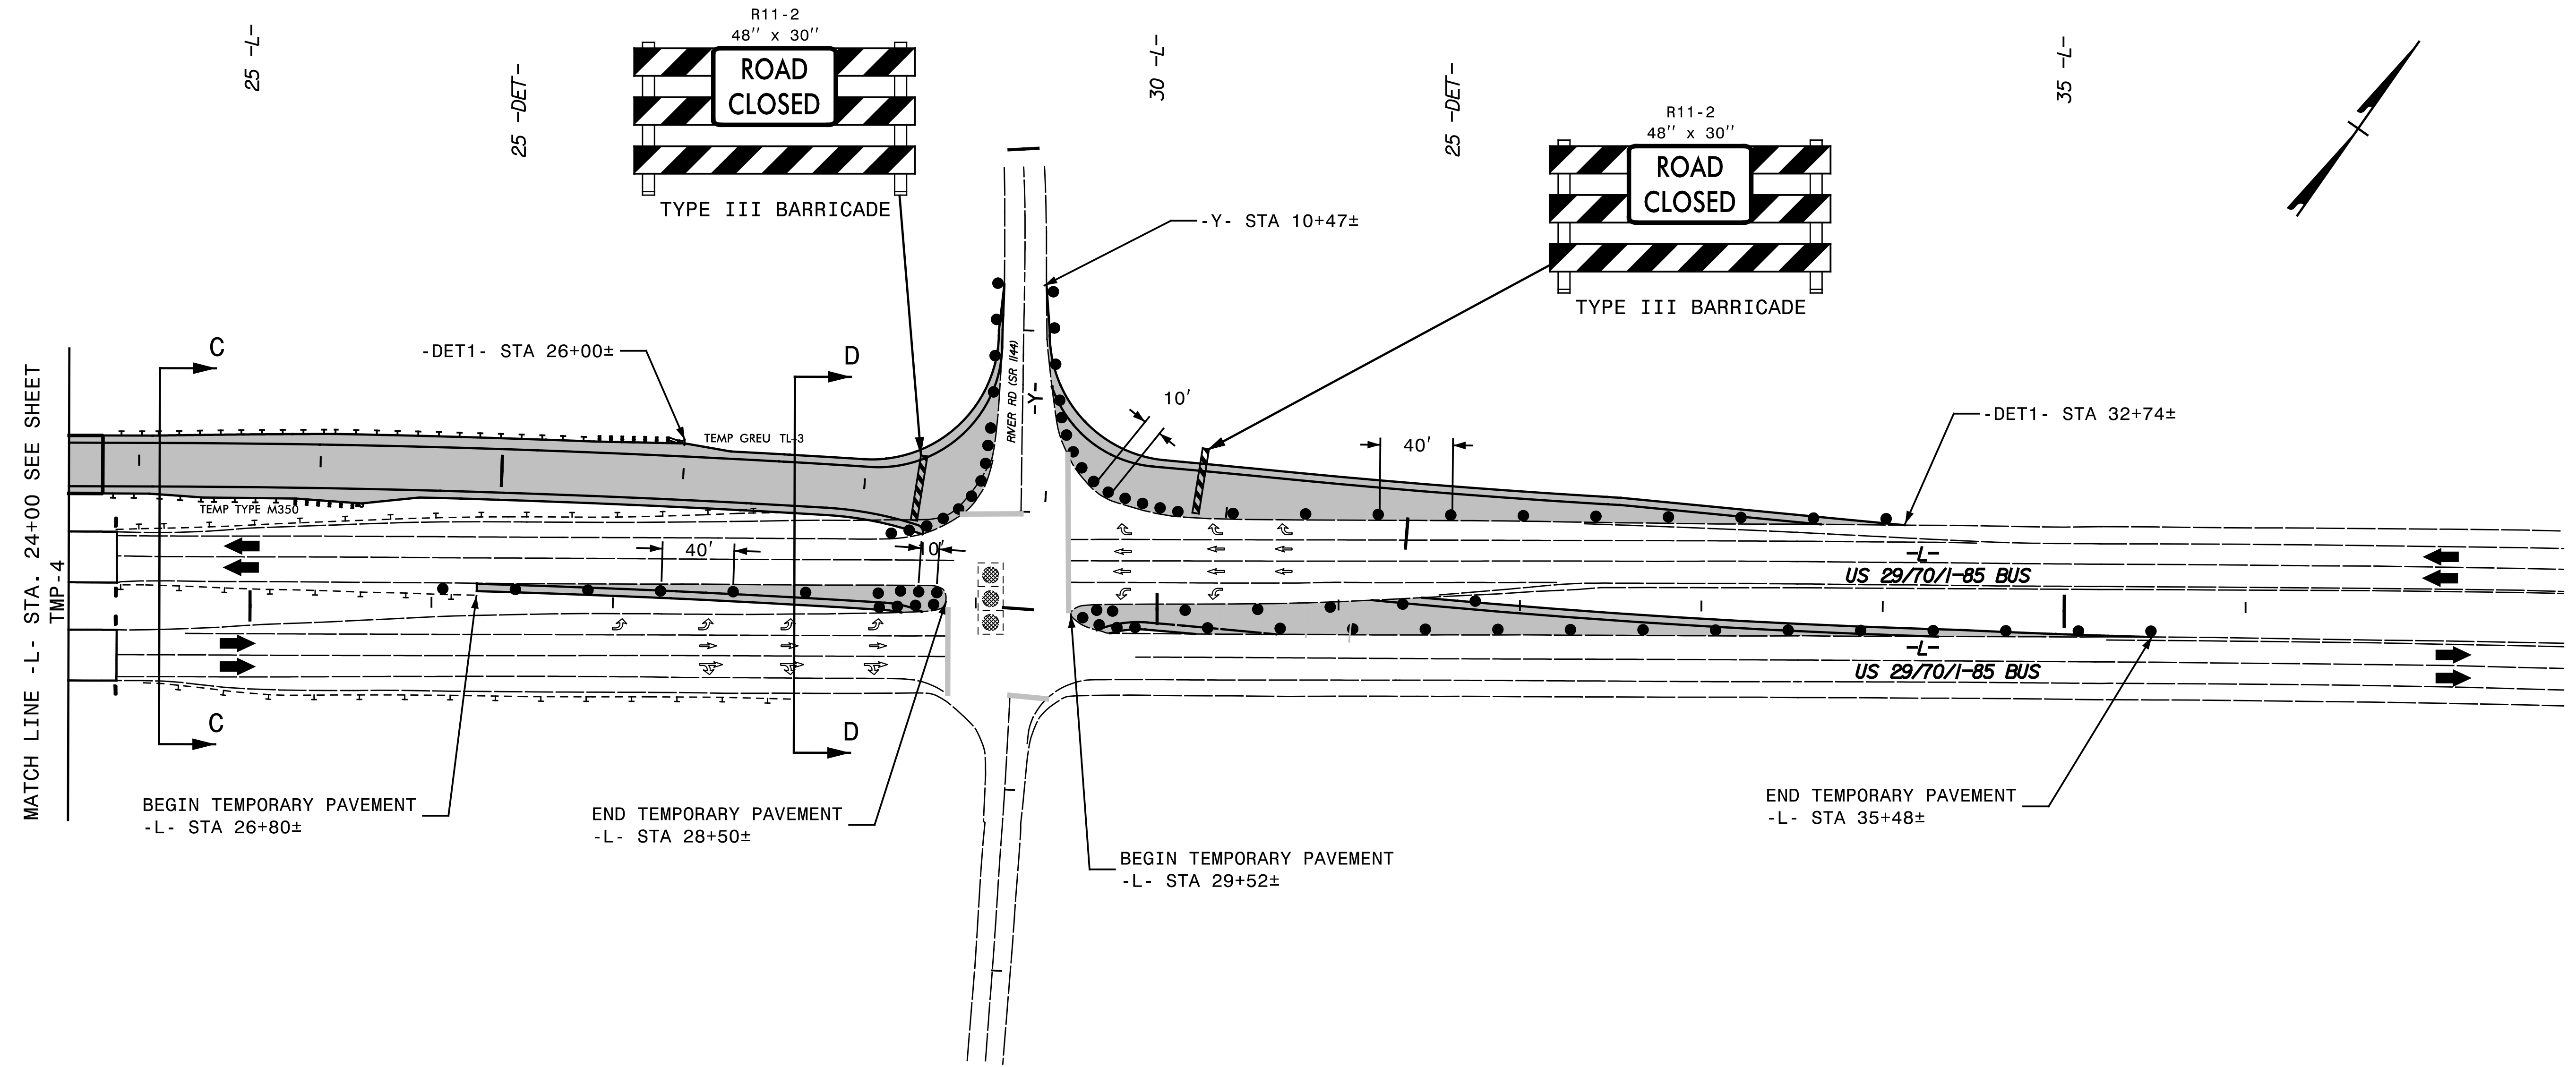 25 -L-
25 -DET-
R11-2
48'' x 30''
ROAD
CLOSED
TYPE III BARRICADE
30 -L-
25 -DET-
35 -L-
R11-2
48'' x 30''
ROAD
CLOSED
TYPE III BARRICADE
-Y- STA 10+47±
-DET1- STA 26+00±
C
D
RIVER RD (SR 1144)
-Y-
10'
40'
-DET1- STA 32+74±
TEMP GREU TL-3
TEMP TYPE M350
MATCH LINE -L- STA. 24+00 SEE SHEET
TMP-4
40'
10'
-L-
US 29/70/I-85 BUS
-L-
US 29/70/I-85 BUS
C
D
BEGIN TEMPORARY PAVEMENT
-L- STA 26+80±
END TEMPORARY PAVEMENT
-L- STA 28+50±
BEGIN TEMPORARY PAVEMENT
-L- STA 29+52±
END TEMPORARY PAVEMENT
-L- STA 35+48±